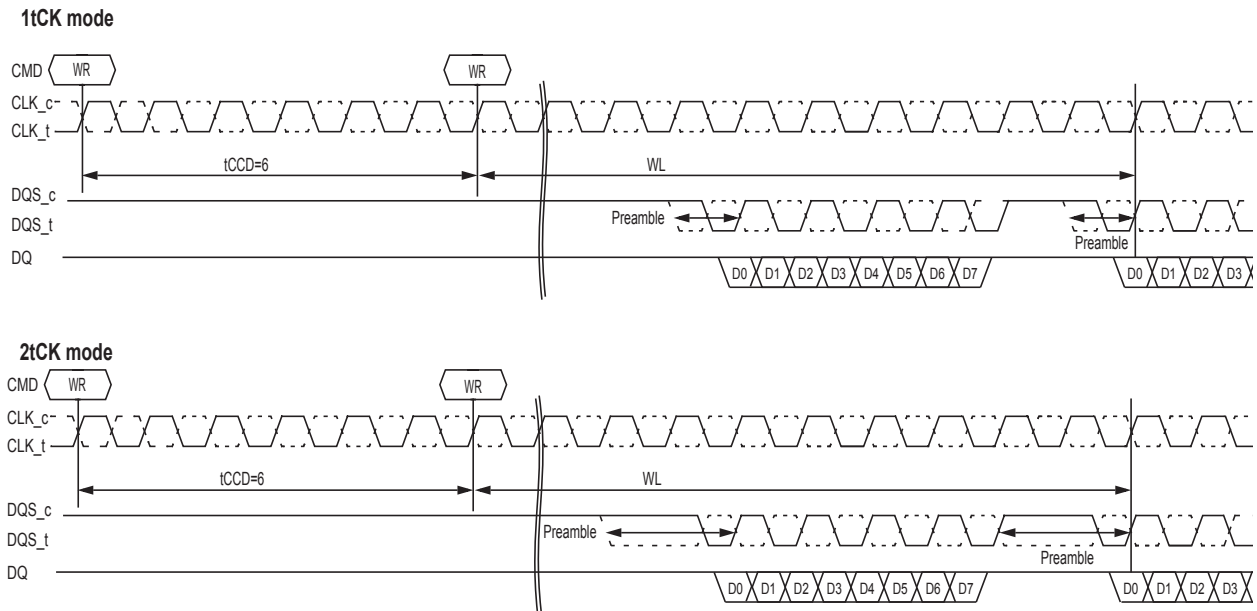 1tCK mode
CMD WR WR
CLK_c
CLK_t
tCCD=6 WL
DQS_c
DQS_t Preamble Preamble
DQ D0 D1 D2 D3 D4 D5 D6 D7 D0 D1 D2 D3
2tCK mode
CMD WR WR
CLK_c
CLK_t
tCCD=6 WL
DQS_c
DQS_t Preamble Preamble
DQ D0 D1 D2 D3 D4 D5 D6 D7 D0 D1 D2 D3